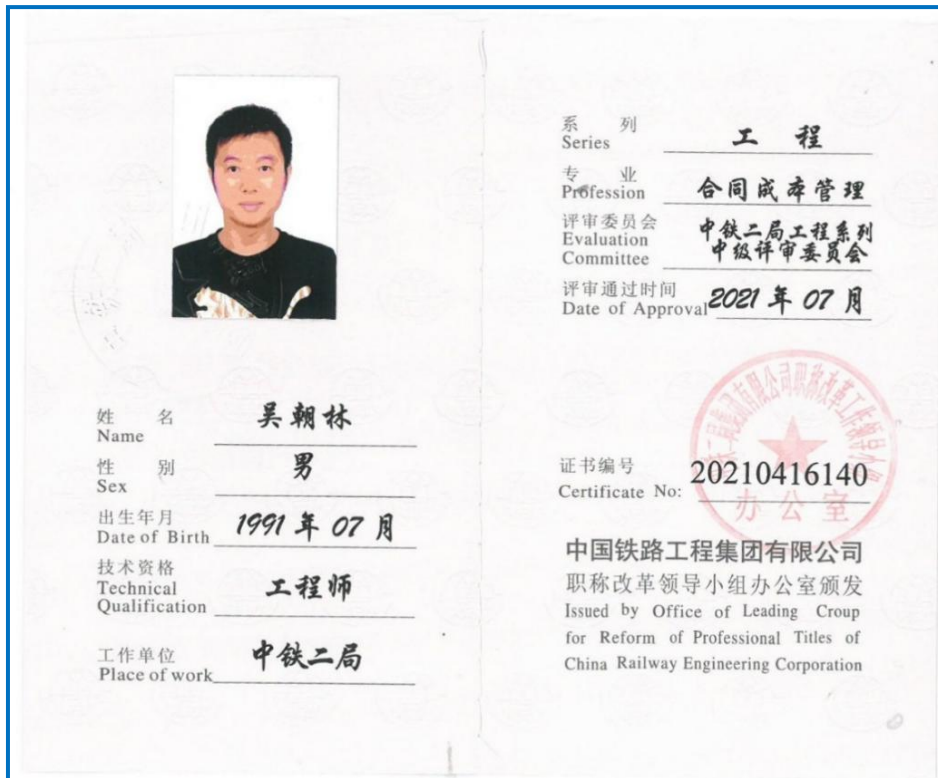 姓 名 吴朝林
Name
性 别 男
Sex
出生年月 1991 年 07 月
Date of Birth
技术资格
Technical 工程师
Qualification
工作单位 中铁二局
Place of work
系 列 工 程
Series
专 业 合同成本管理
Profession
评审委员会 中铁二局工程系列
Evaluation 中级评审委员会
Committee
评审通过时间 2021 年 07 月
Date of Approval
证书编号 20210416140
Certificate No:
办公室
中国铁路工程集团有限公司
职称改革领导小组办公室颁发
Issued by Office of Leading Croup
for Reform of Professional Titles of
China Railway Engineering Corporation